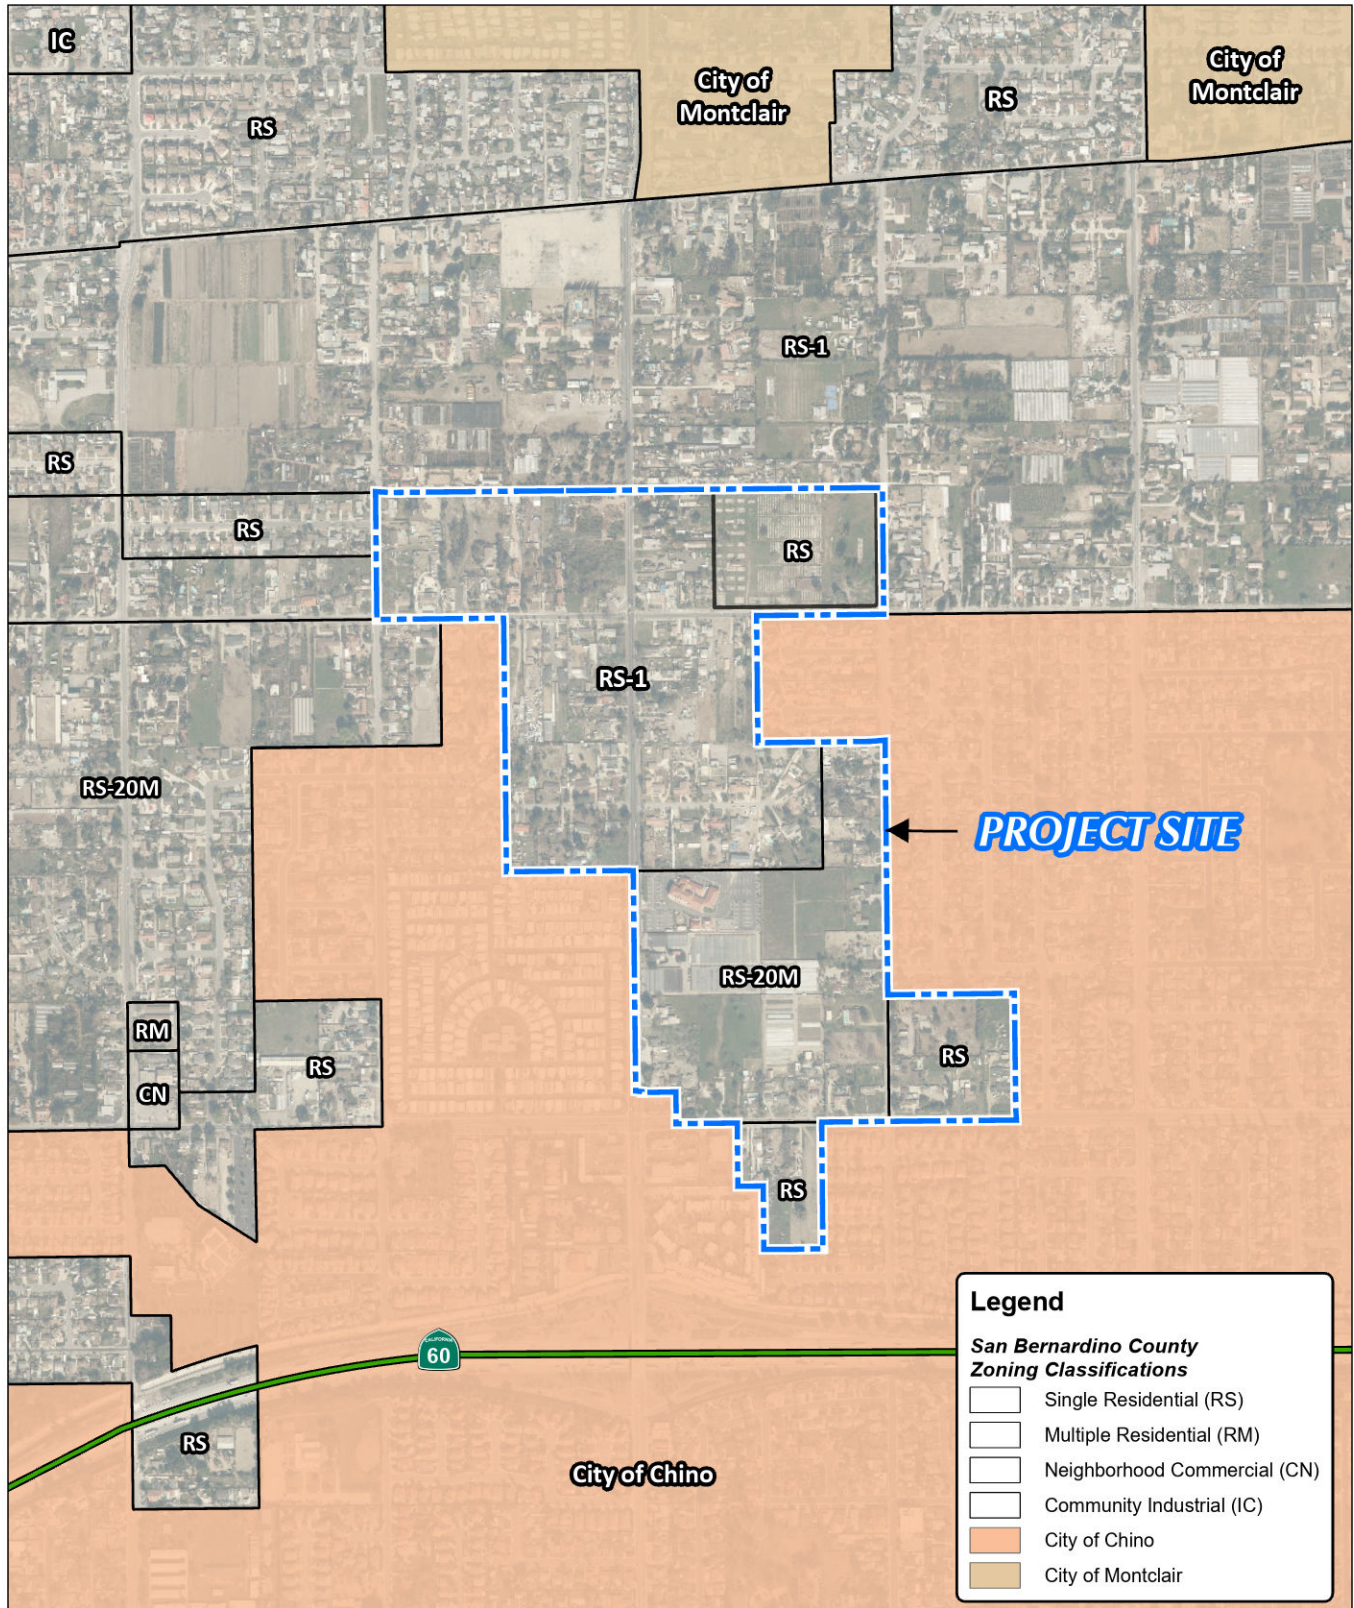 IC
City of
Montclair
City of
Montclair
RS
RS
RS-1
RS
RS
RS
RS-1
RS-20M
PROJECT SITE
RS-20M
RM
RS
RS
CN
RS
Legend
San Bernardino County
Zoning Classifications
Single Residential (RS)
Multiple Residential (RM)
Neighborhood Commercial (CN)
Community Industrial (IC)
City of Chino
City of Montclair
CALIFORNIA
60
RS
City of Chino